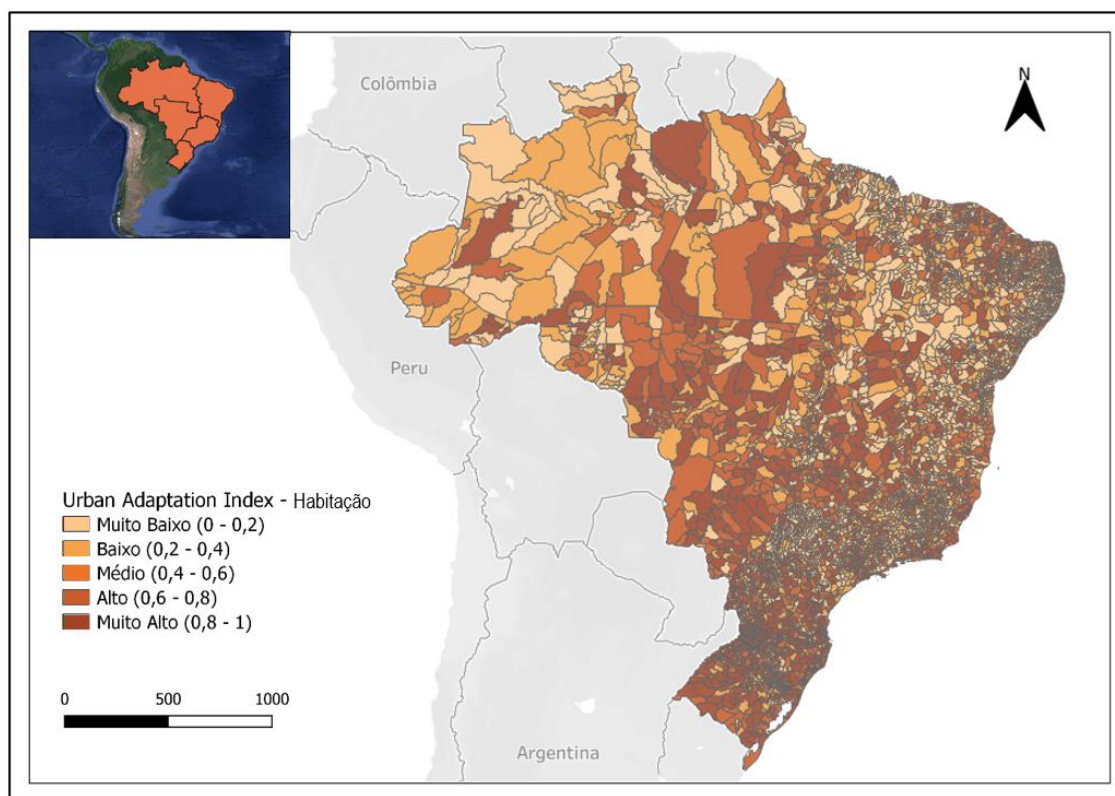 Colômbia
N
Peru
Urban Adaptation Index - Habitação
Muito Baixo (0 - 0,2)
Baixo (0,2 - 0,4)
Médio (0,4 - 0,6)
Alto (0,6 - 0,8)
Muito Alto (0,8 - 1)
0 500 1000
Argentina